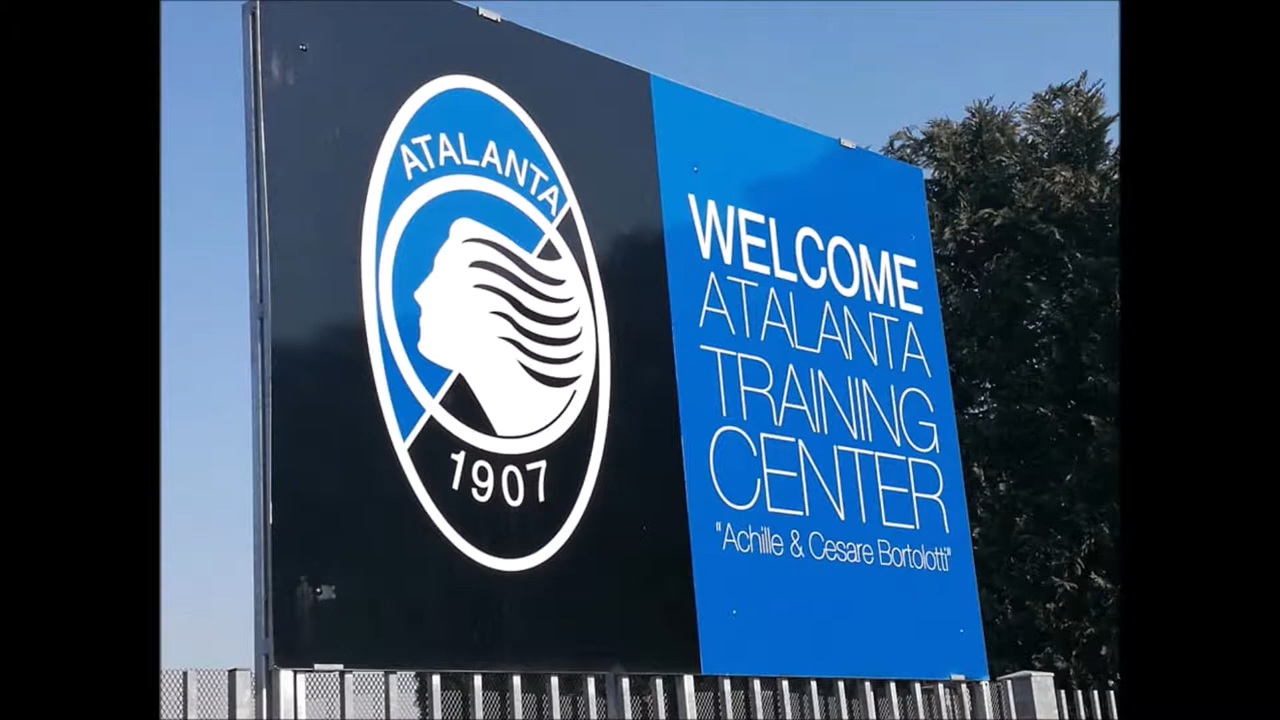 ATALANTA
1907
WELCOME
ATALANTA
TRAINING
CENTER
"Achille & Cesare Bortolotti"